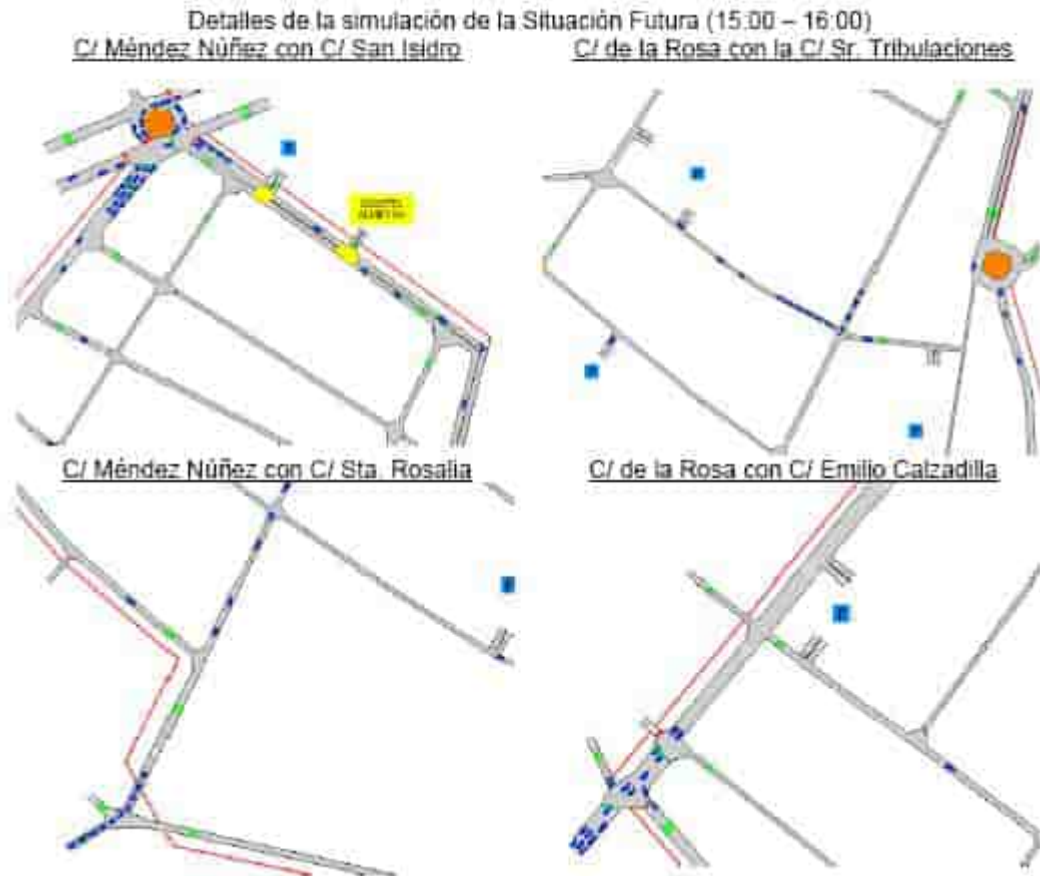 Detalles de la simulación de la Situación Futura (15:00 – 16:00)
C/ Méndez Núñez con C/ San Isidro
C/ de la Rosa con la C/ Sr. Tribulaciones
C/ Méndez Núñez con C/ Sta. Rosalia
C/ de la Rosa con C/ Emilio Calzadilla